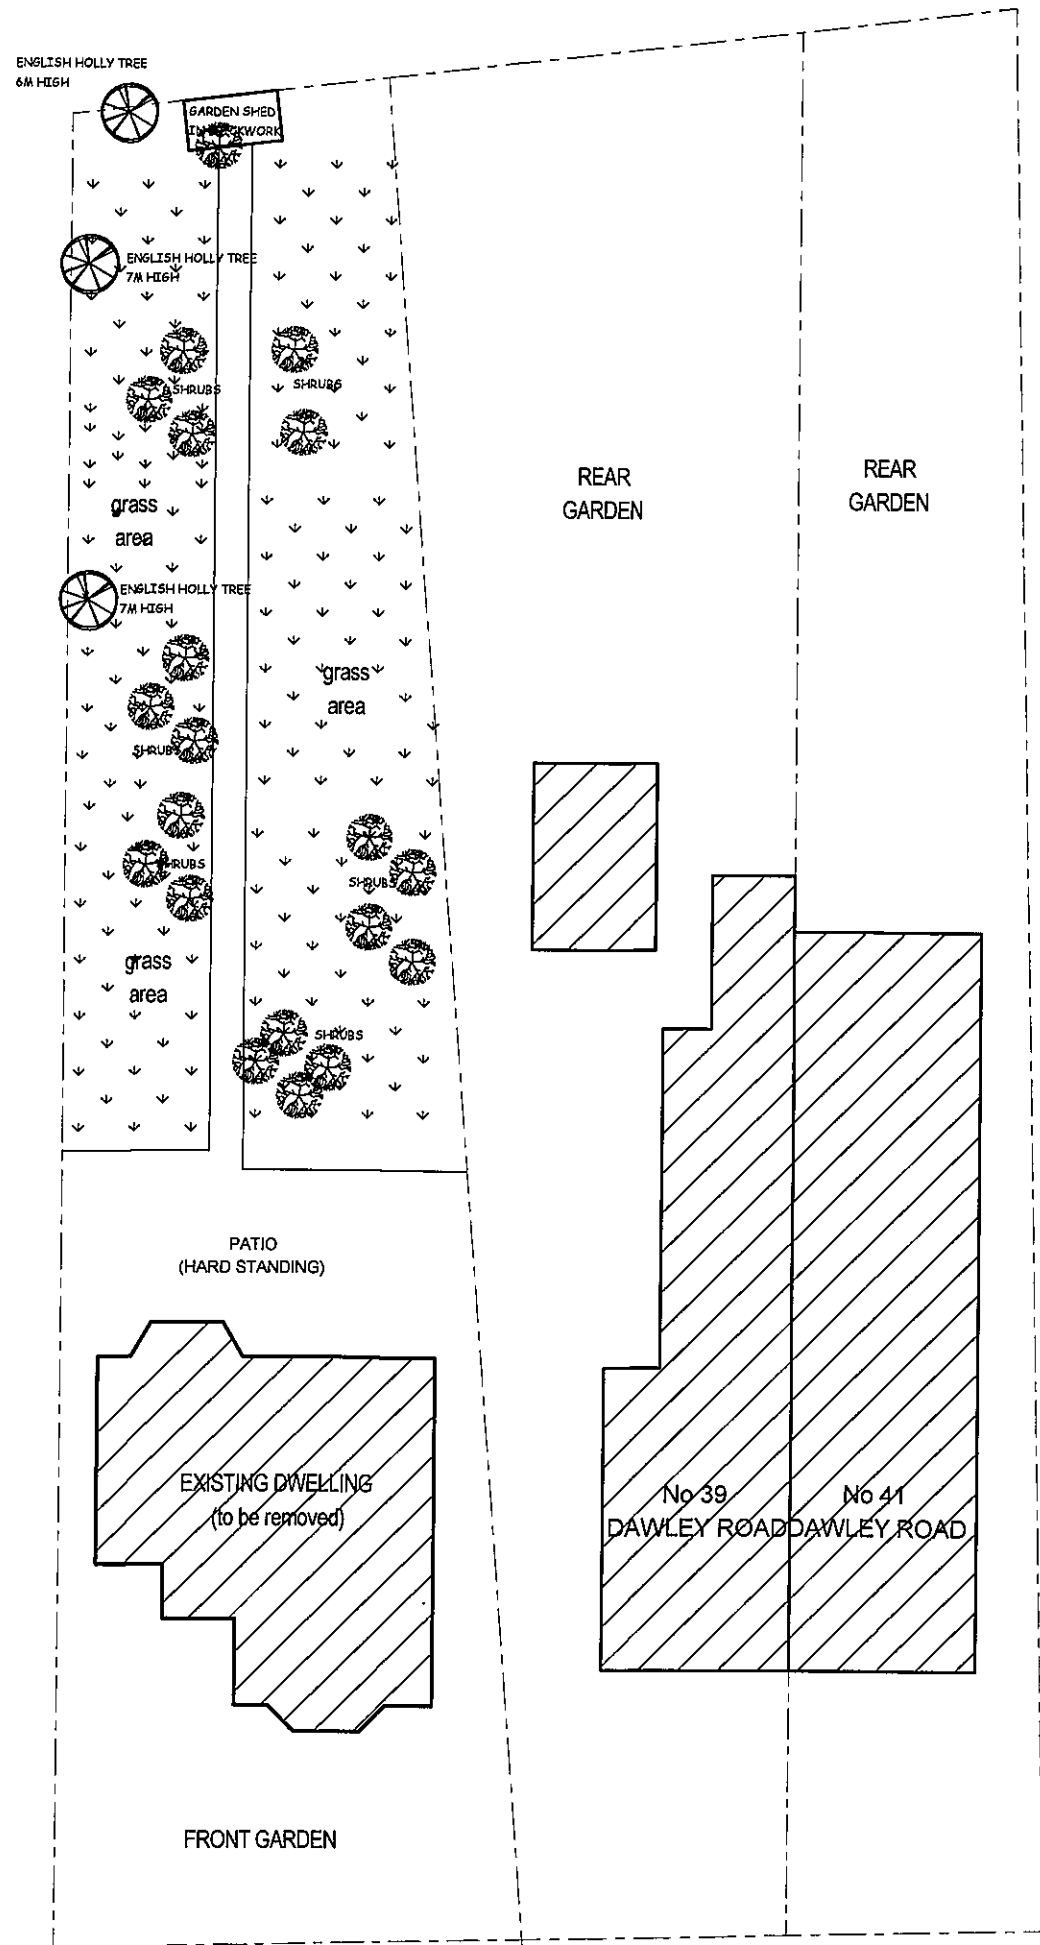 ENGLISH HOLLY TREE
6M HIGH
GARDEN SHED
ENGLISH HOLLY TREE
7M HIGH
SHRUBS
SHRUBS
REAR
GARDEN
REAR
GARDEN
grass
area
ENGLISH HOLLY TREE
7M HIGH
grass
area
SHRUBS
SHRUBS
SHRUBS
grass
area
SHRUBS
PATIO
(HARD STANDING)
EXISTING DWELLING
(to be removed)
No 39
DAWLEY ROAD
No 41
DAWLEY ROAD
FRONT GARDEN